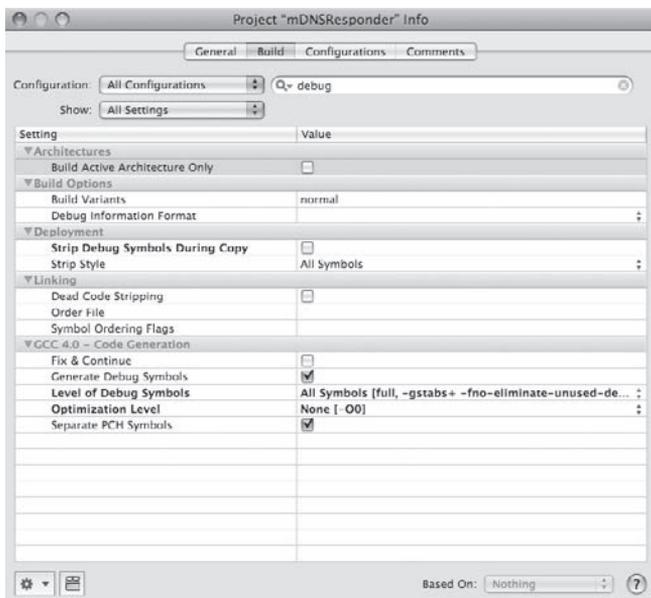 Project "mDNSResponder" Info
General Build Configurations Comments
Configuration: All Configurations debug
Show: All Settings
Setting Value
Architectures
Build Active Architecture Only
Build Options
Build Variants normal
Debug Information Format
Deployment
Strip Debug Symbols During Copy
Strip Style All Symbols
Linking
Dead Code Stripping
Order File
Symbol Ordering Flags
GCC 4.0 – Code Generation
Fix & Continue
Generate Debug Symbols
Level of Debug Symbols All Symbols [full, -gstabs+ -fno-eliminate-unused-de...
Optimization Level None [-O0]
Separate PCH Symbols
Based On: Nothing ?